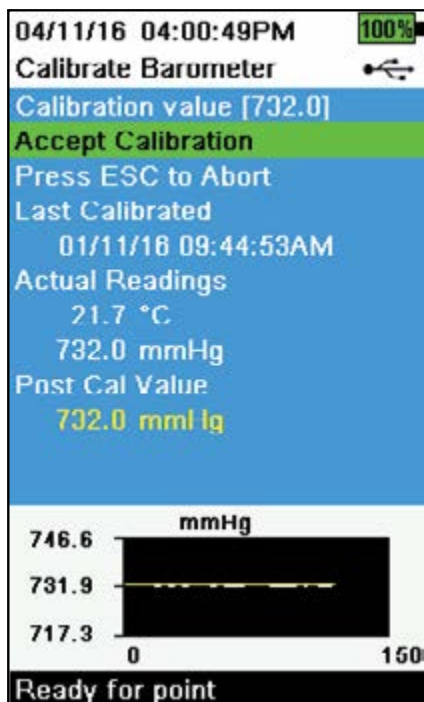 04/11/16 04:00:49PM 100%
Calibrate Barometer
Calibration value [732.0]
Accept Calibration
Press ESC to Abort
Last Calibrated
01/11/16 09:44:53AM
Actual Readings
21.7 °C
732.0 mmHg
Post Cal Value
732.0 mmHg
mmHg
746.6
731.9
717.3
0 150
Ready for point